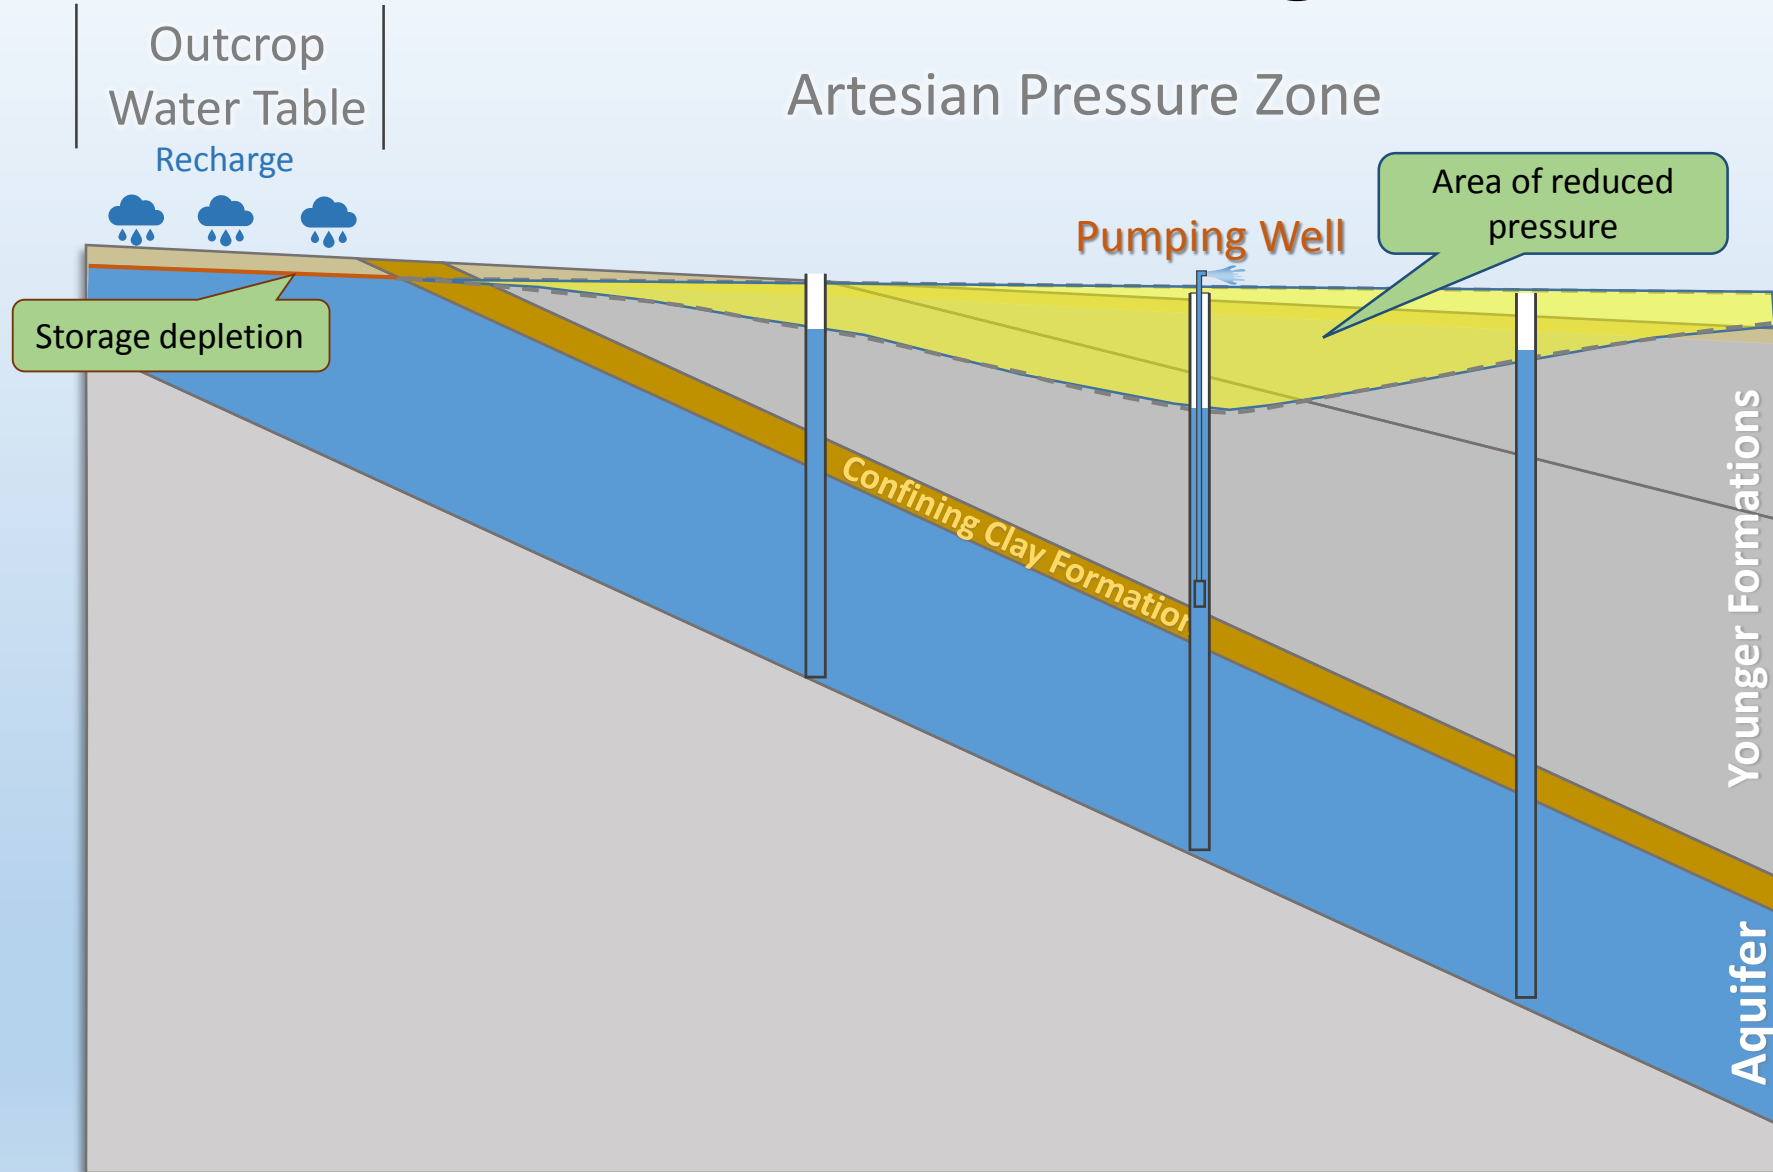 Outcrop
Water Table
Recharge
Artesian Pressure Zone
Area of reduced
pressure
Pumping Well
Storage depletion
Confining Clay Formation
Younger Formations
Aquifer